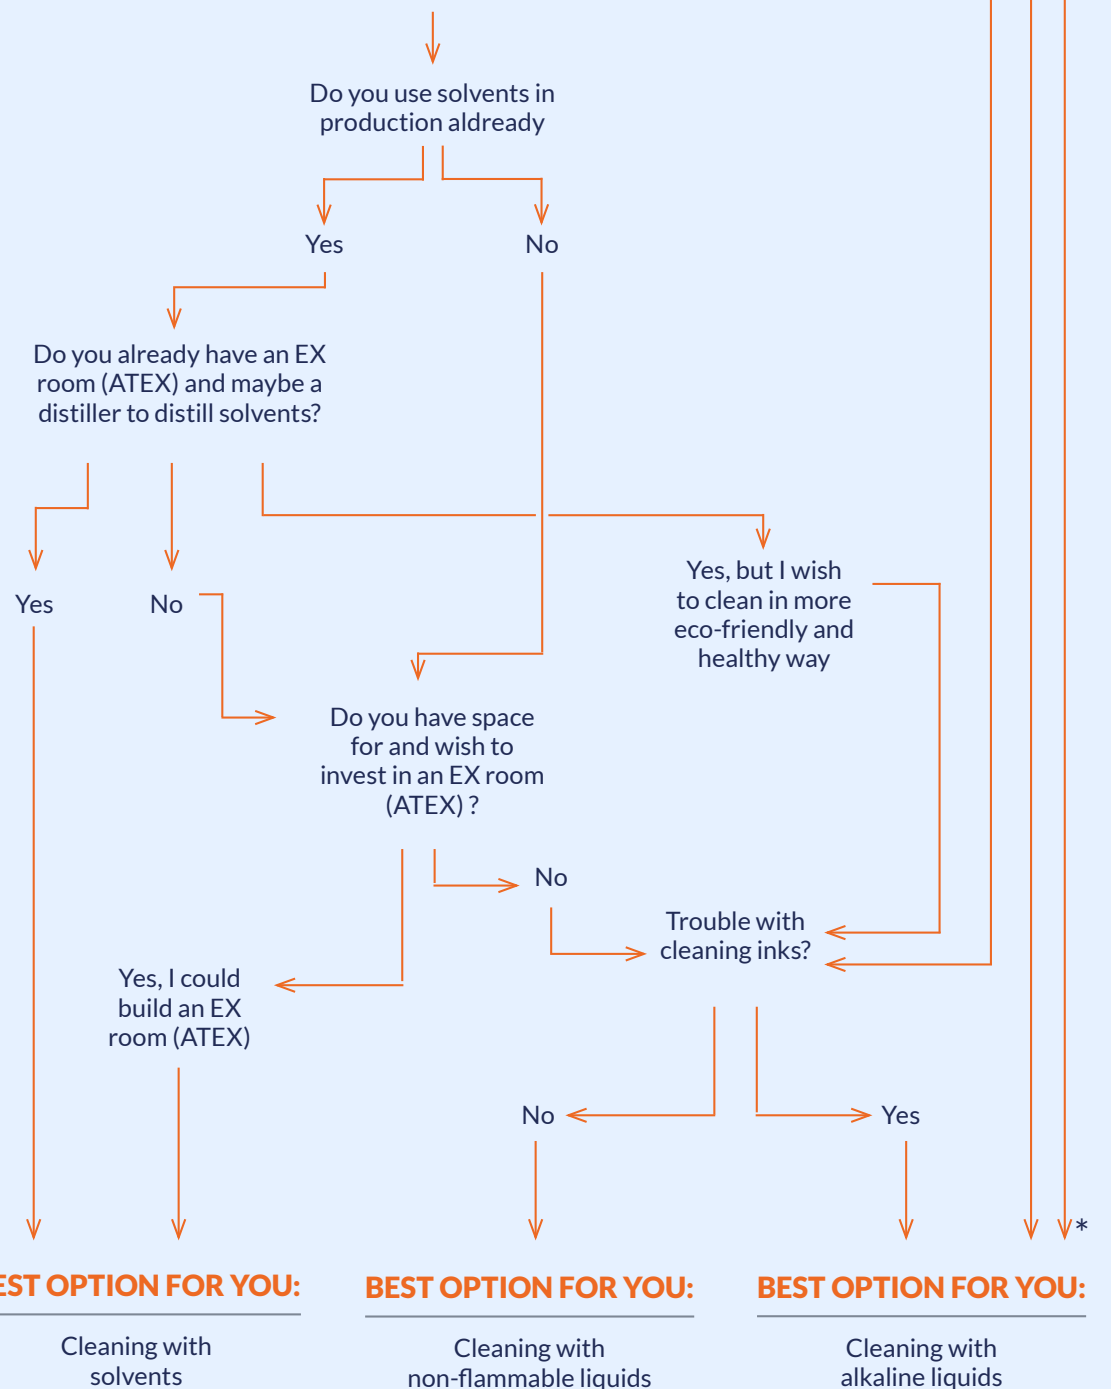 Do you use solvents in
production aldready
Yes
No
Do you already have an EX
room (ATEX) and maybe a
distiller to distill solvents?
Yes
No
Yes, but I wish
to clean in more
eco-friendly and
healthy way
Do you have space
for and wish to
invest in an EX room
(ATEX) ?
No
Trouble with
cleaning inks?
Yes, I could
build an EX
room (ATEX)
No
Yes
*
EST OPTION FOR YOU:
Cleaning with
solvents
BEST OPTION FOR YOU:
Cleaning with
non-flammable liquids
BEST OPTION FOR YOU:
Cleaning with
alkaline liquids